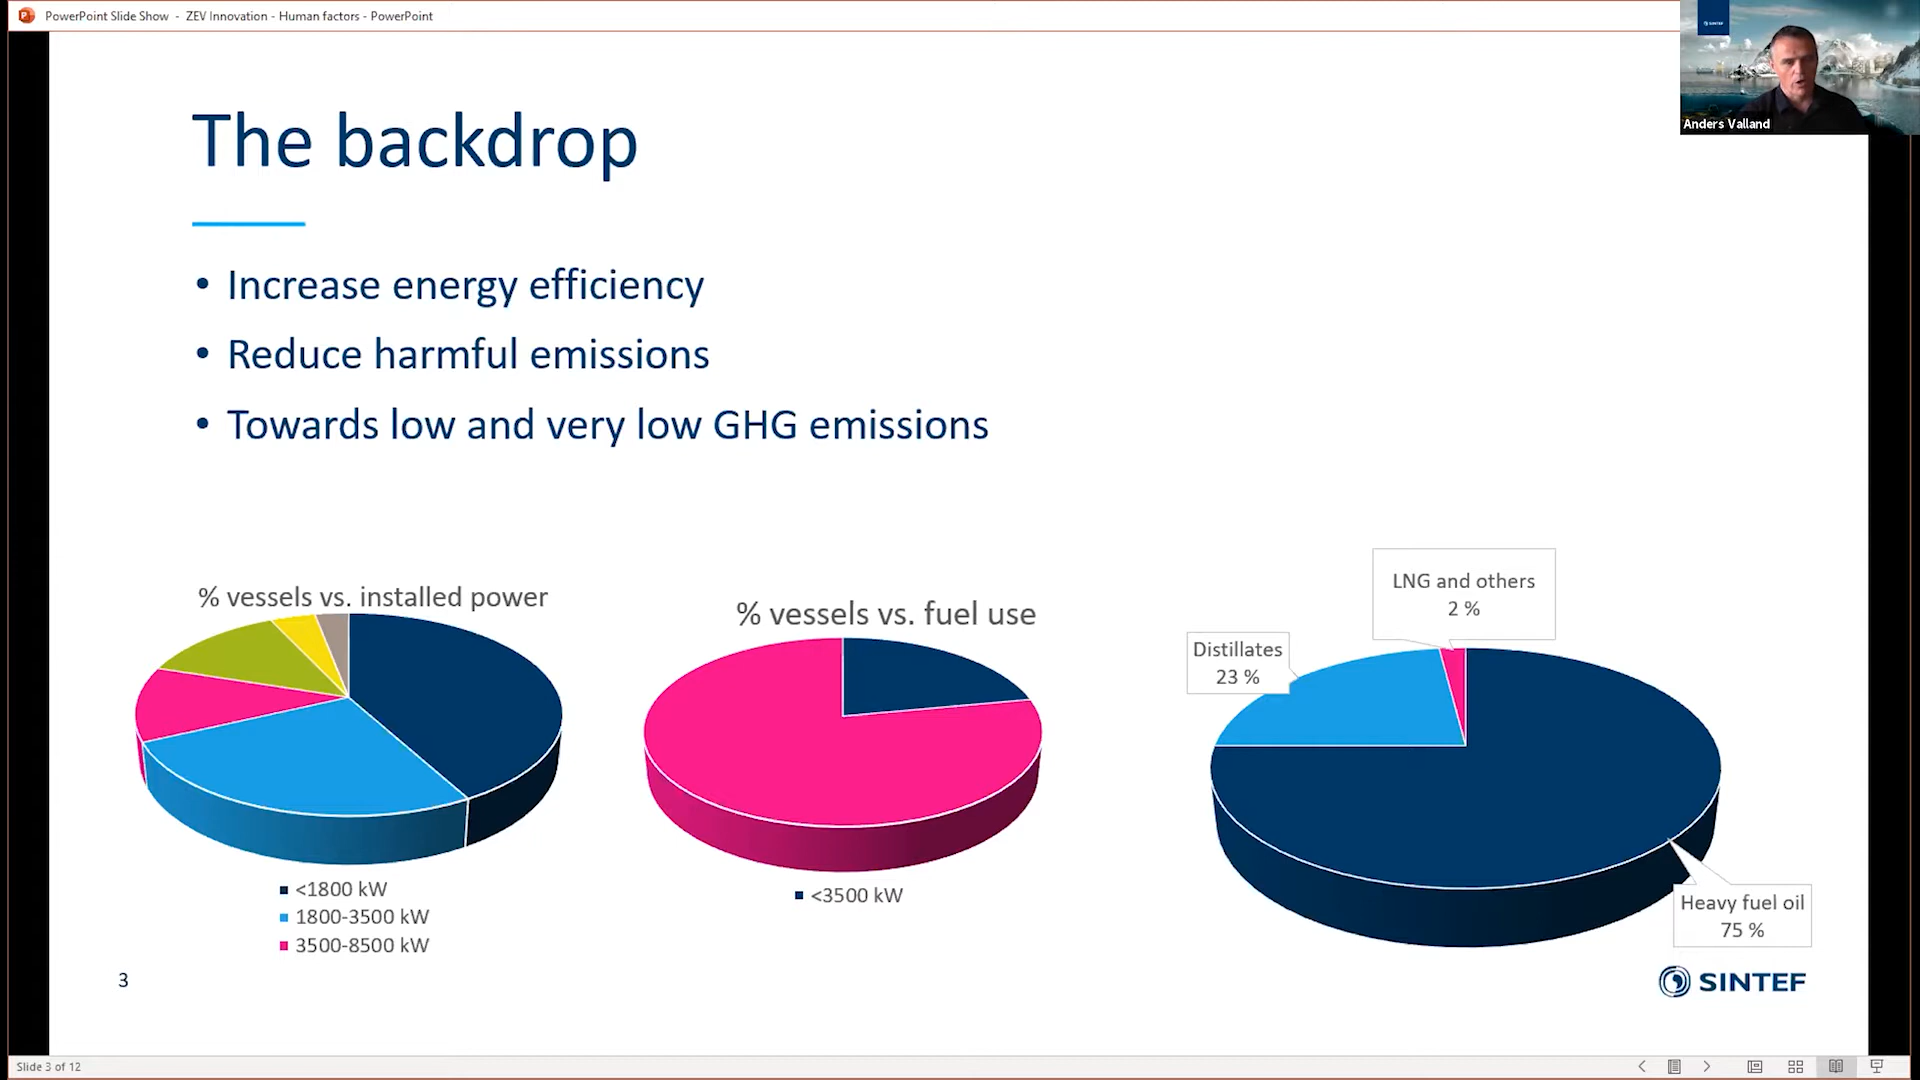 PowerPoint Slide Show - ZEV Innovation - Human factors - PowerPoint
SINTEF
Anders Valland
The backdrop
• Increase energy efficiency
• Reduce harmful emissions
• Towards low and very low GHG emissions
% vessels vs. installed power
<1800 kW
1800-3500 kW
3500-8500 kW
% vessels vs. fuel use
<3500 kW
LNG and others
2 %
Distillates
23 %
Heavy fuel oil
75 %
3
SINTEF
Slide 3 of 12